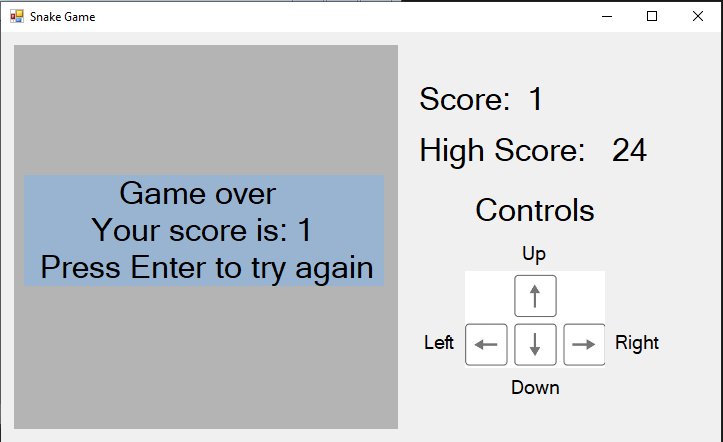 Snake Game
Game over
Your score is: 1
Press Enter to try again
Score: 1
High Score: 24
Controls
Up
Left
Right
Down